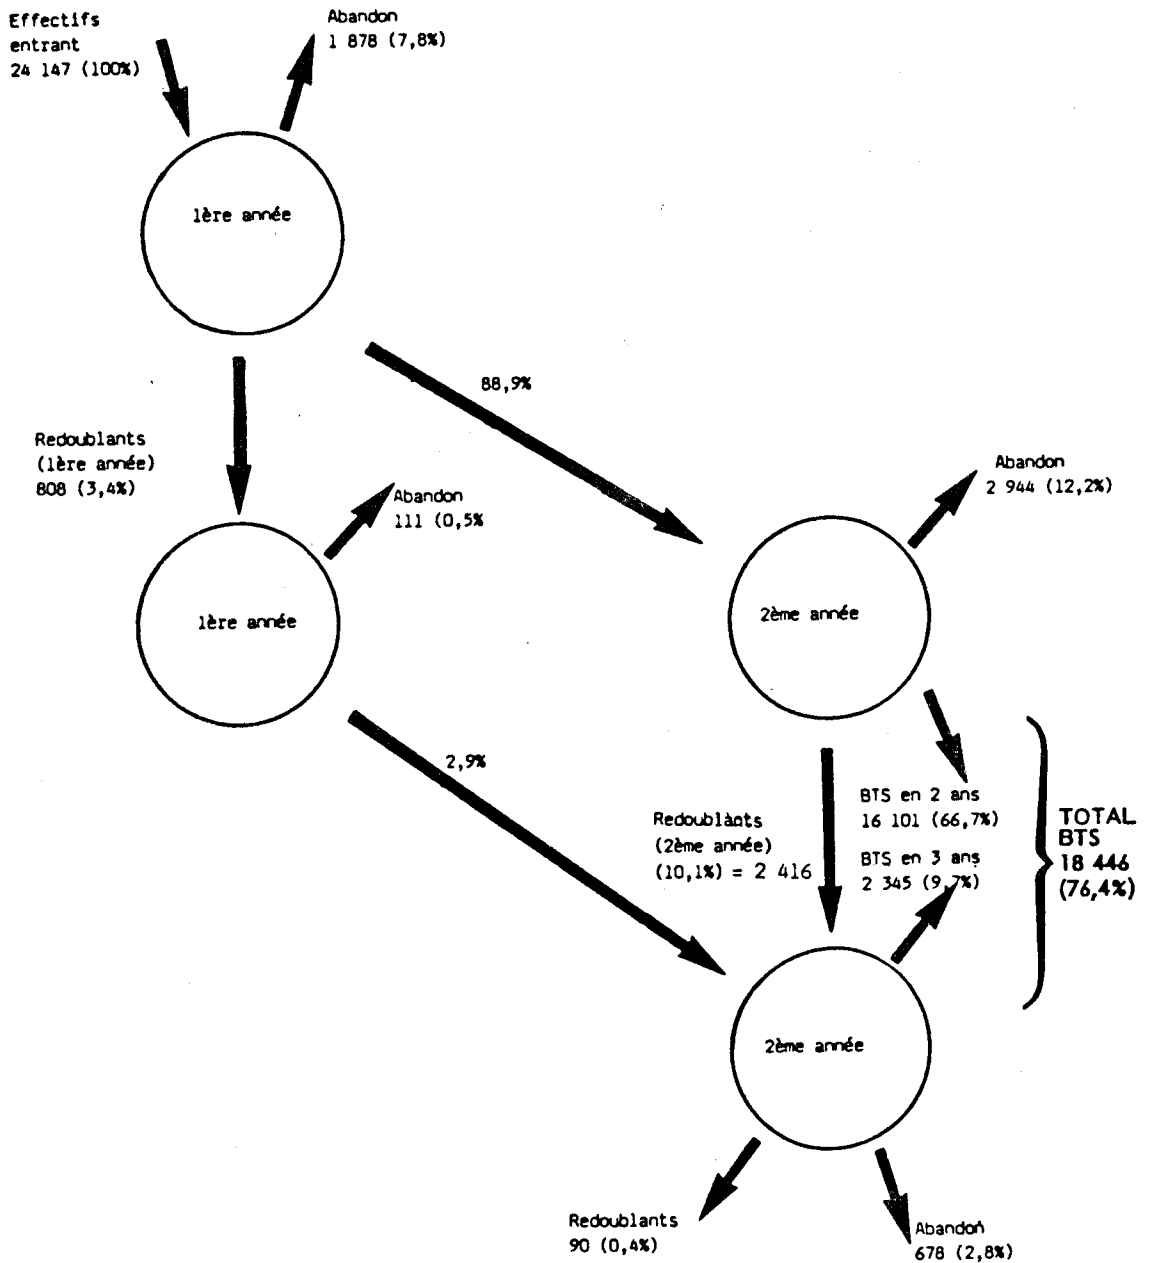 Effectifs
entrant
24 147 (100%)
Abandon
1 878 (7,8%)
1ère année
88,9%
Redoublants
(1ère année)
808 (3,4%)
Abandon
111 (0,5%
Abandon
2 944 (12,2%)
1ère année
2ème année
2,9%
BTS en 2 ans
16 101 (66,7%)
Redoublants
(2ème année)
(10,1%) = 2 416
BTS en 3 ans
2 345 (9,7%)
TOTAL
BTS
18 446
(76,4%)
2ème année
Redoublants
90 (0,4%)
Abandon
678 (2,8%)